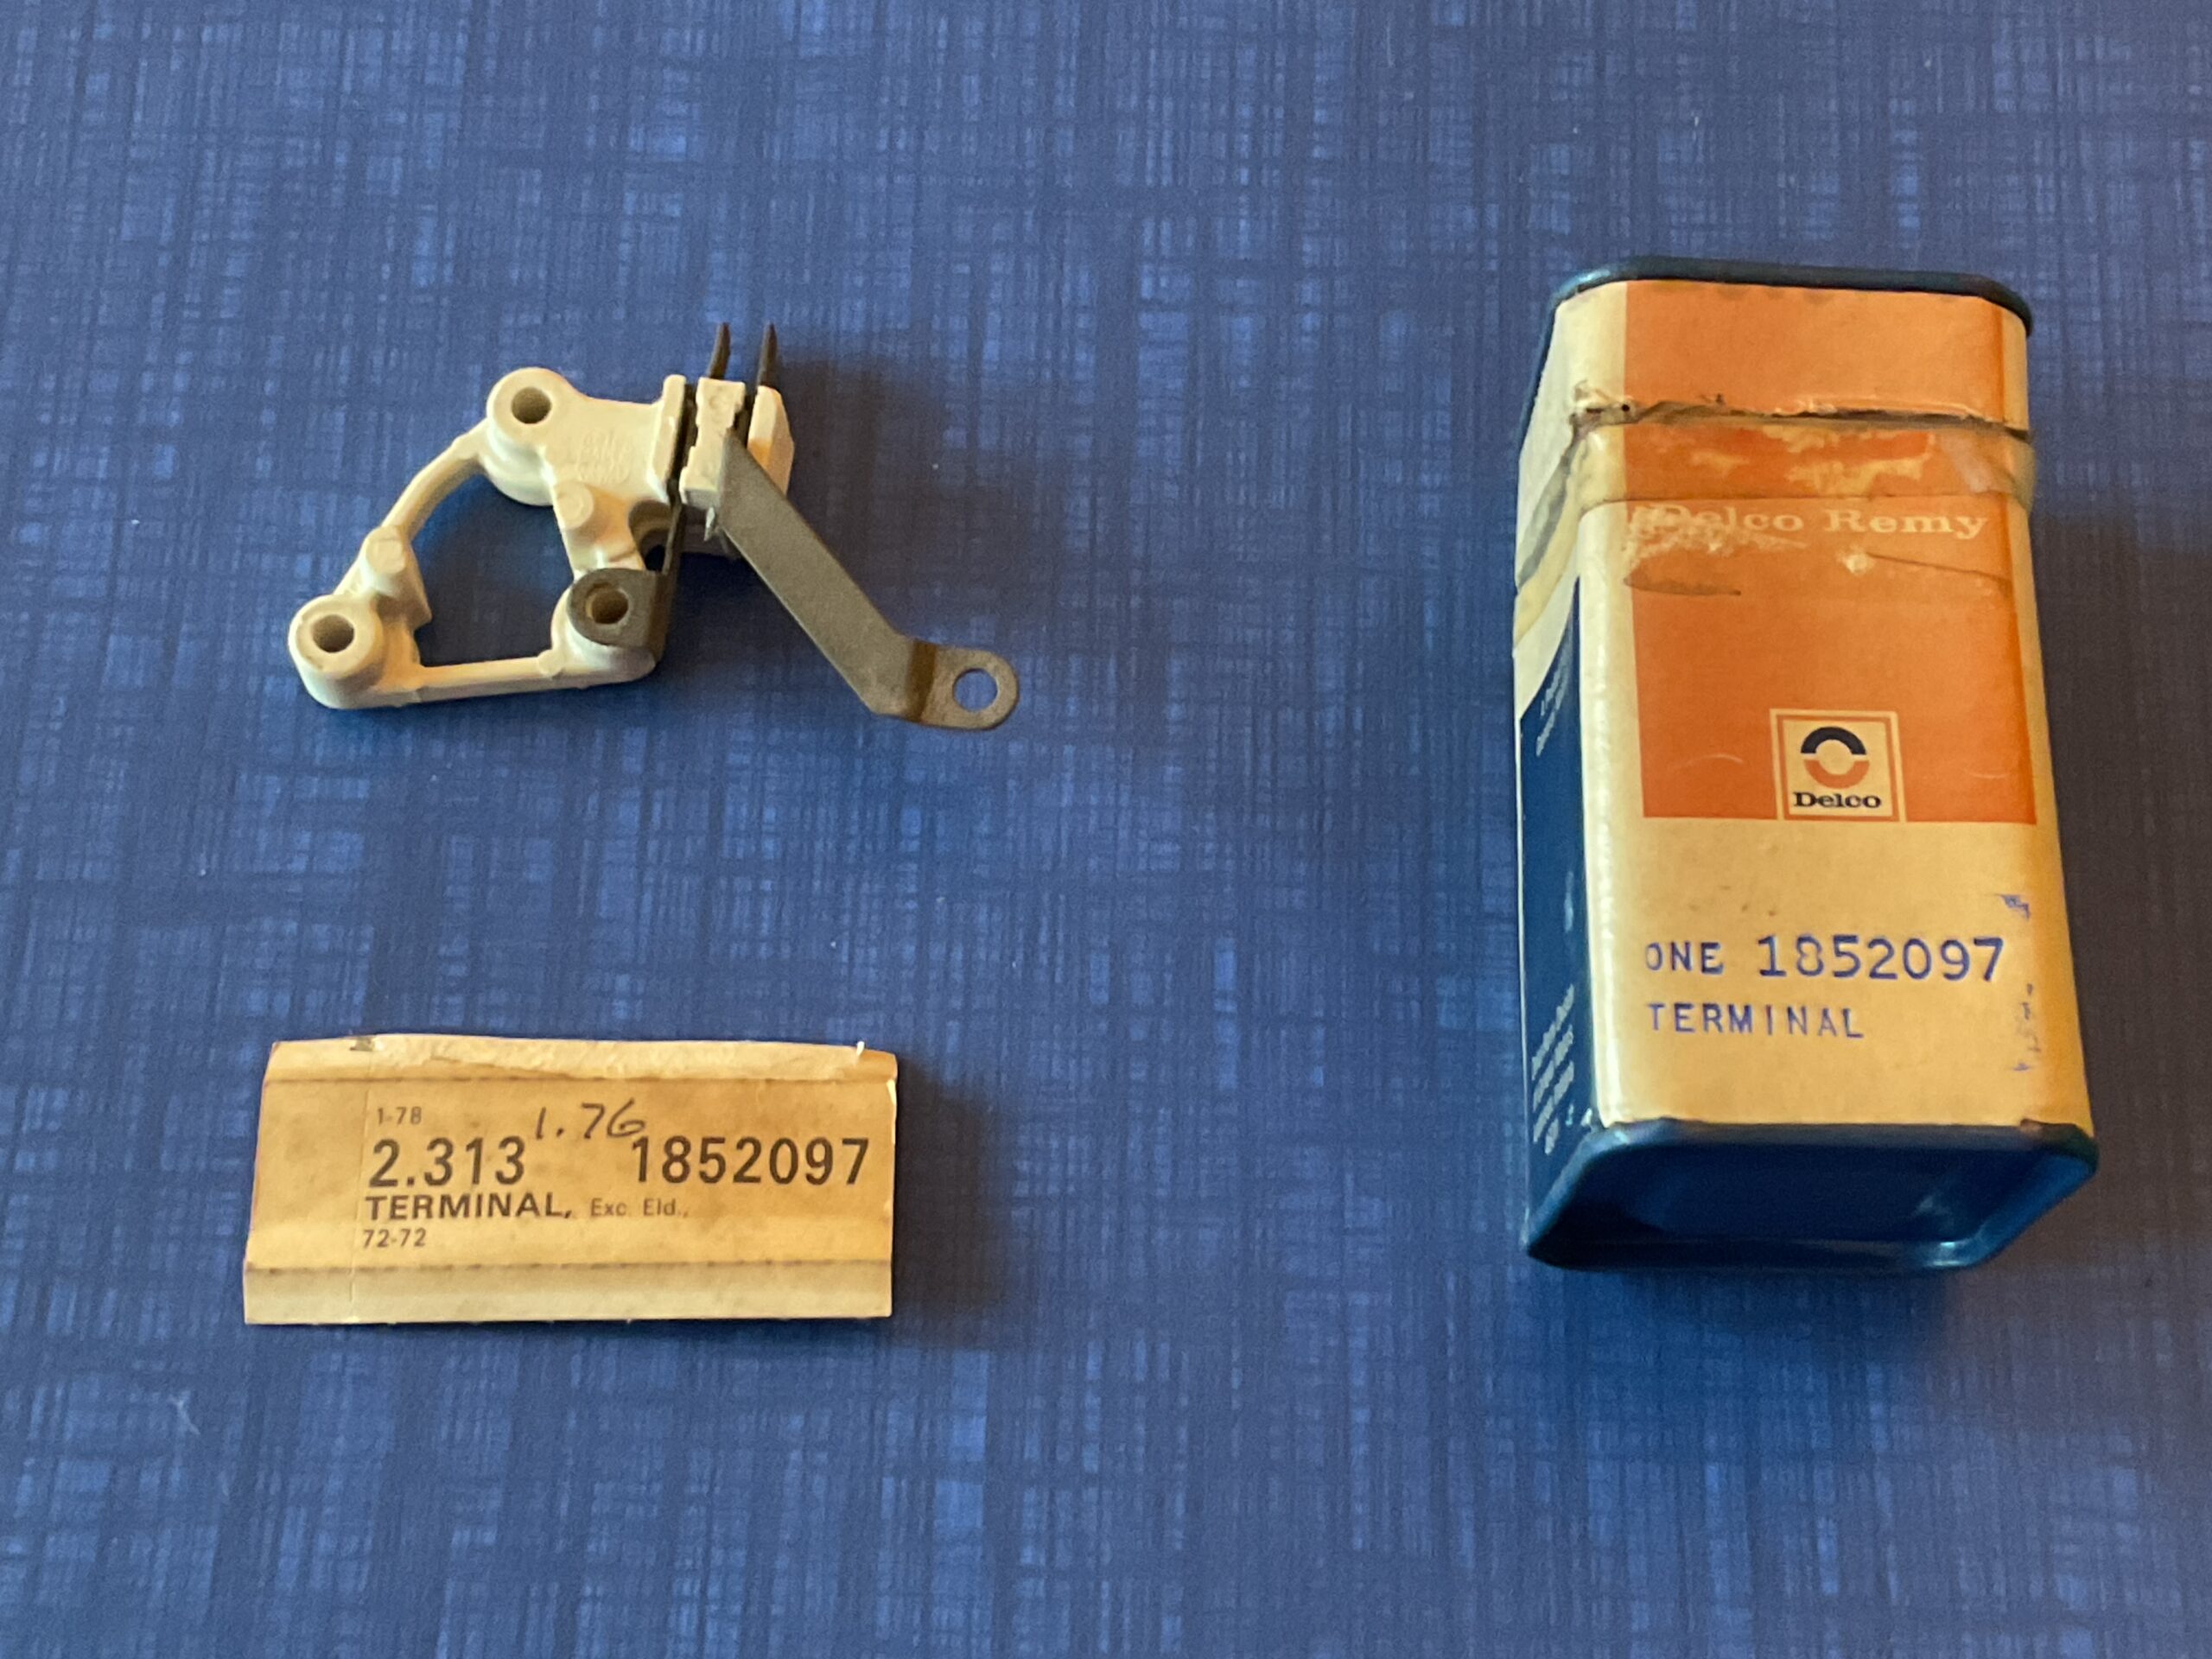 Delco Remy
Delco
ONE 1852097
TERMINAL
1-78
1.76
2.313 1852097
TERMINAL, Exc. Eld.,
72-72